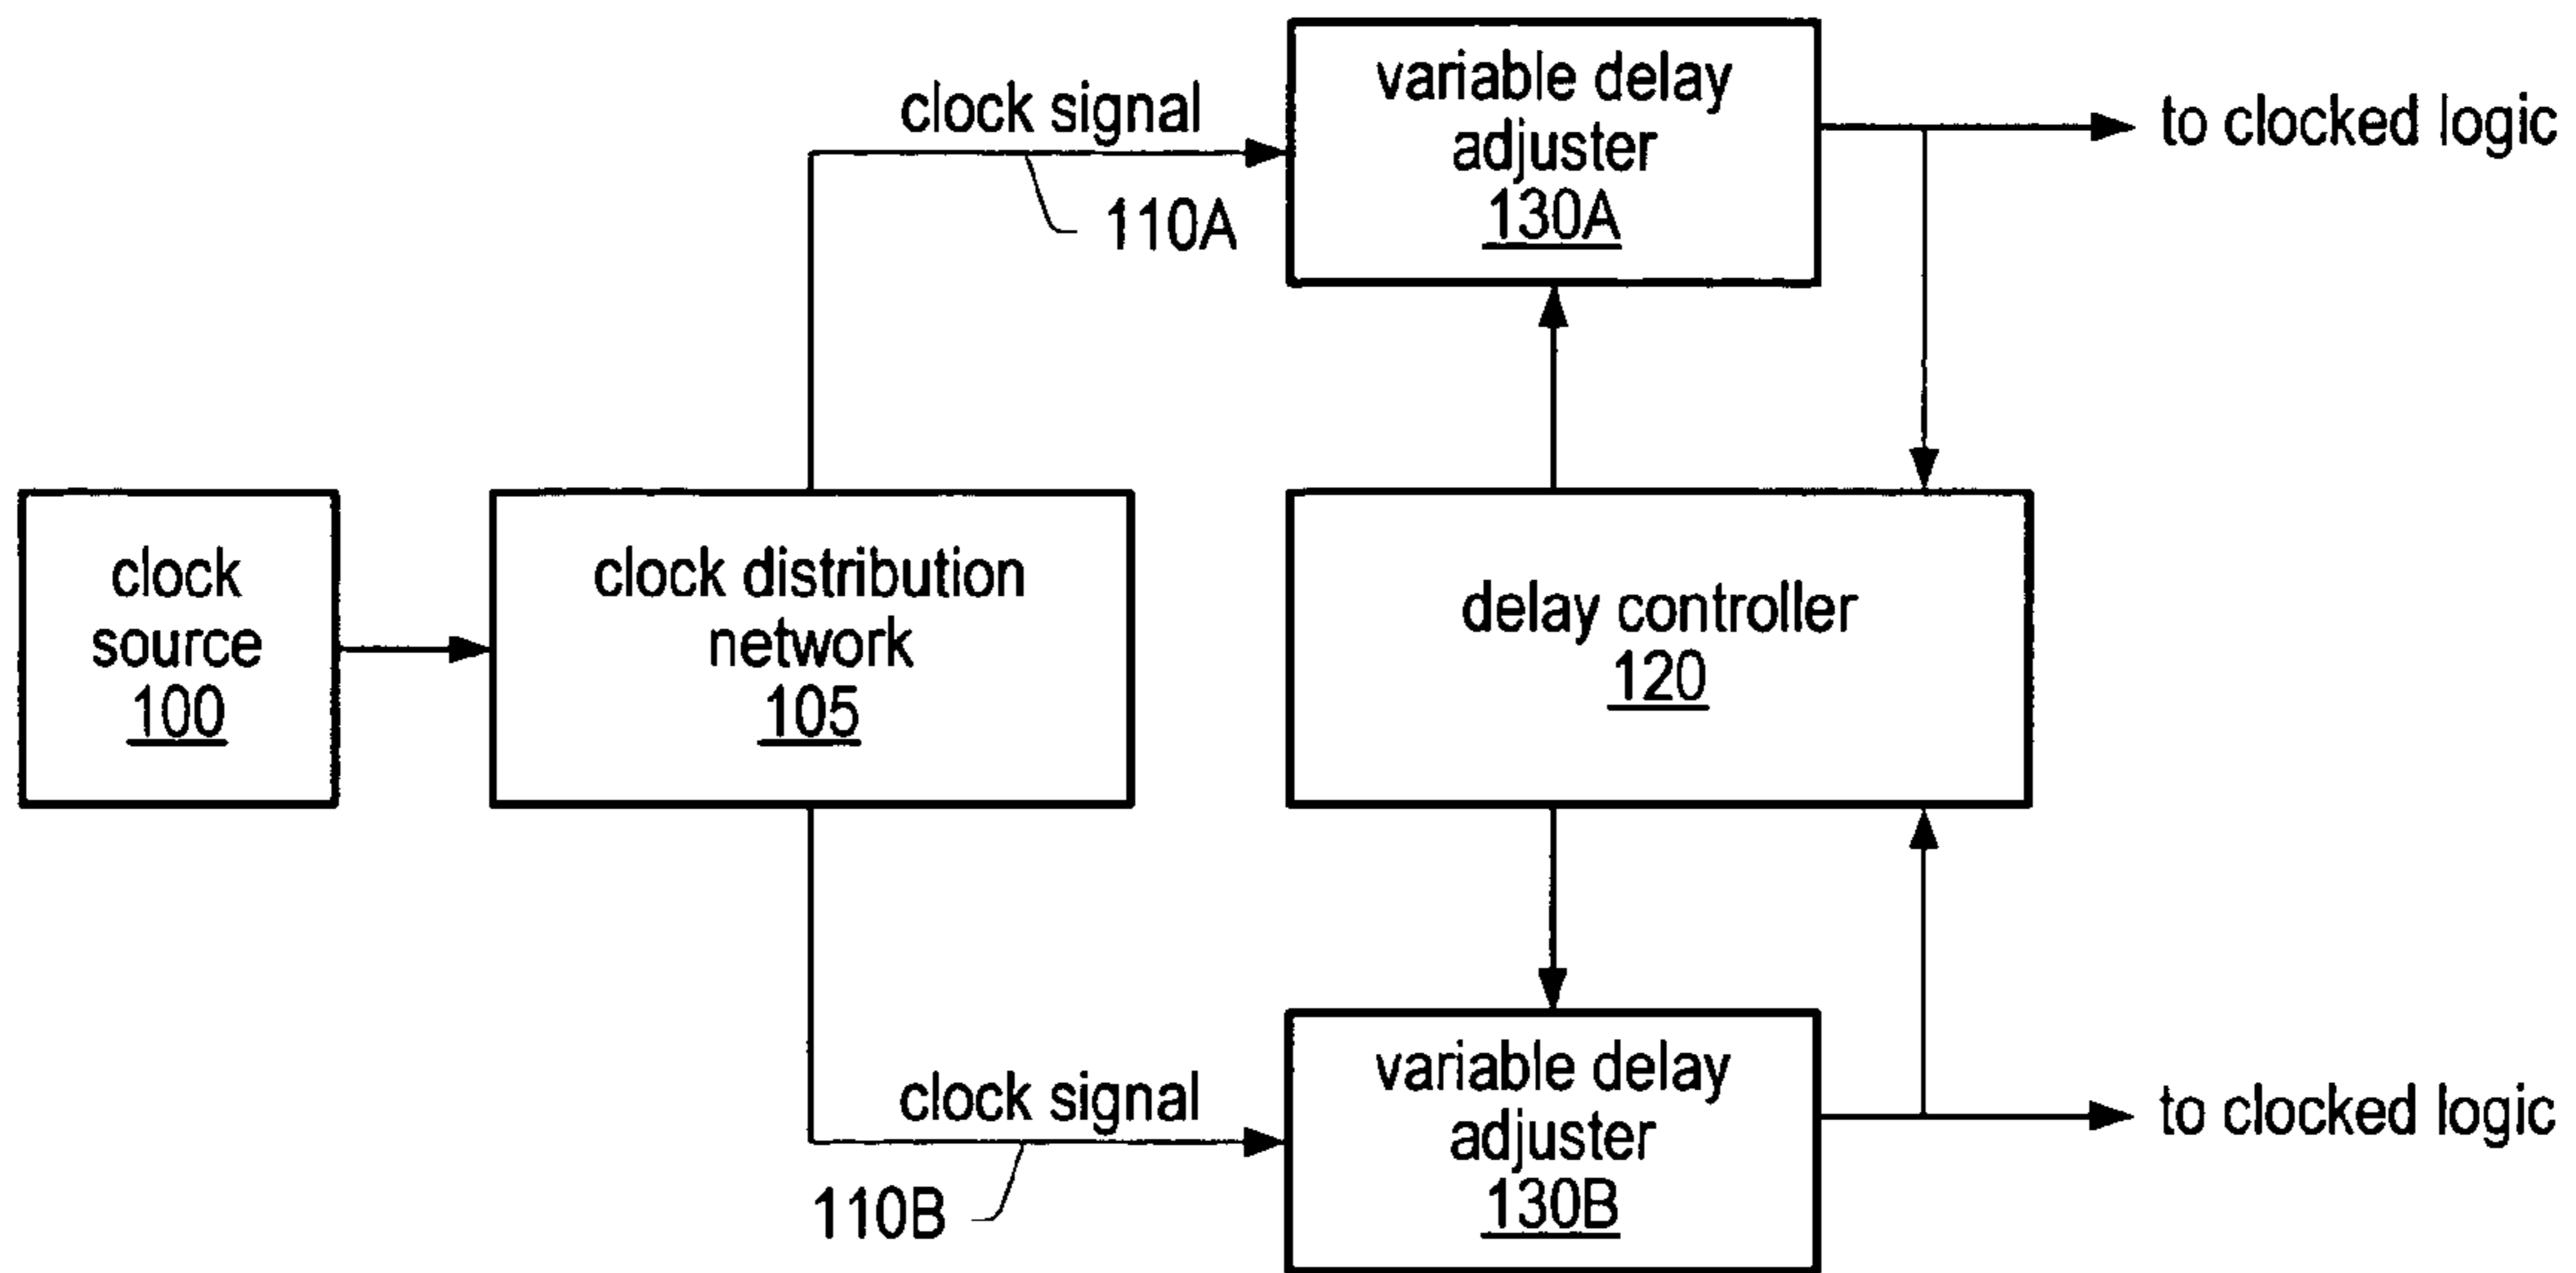 clock signal
110A
variable delay
adjuster
130A
to clocked logic
clock
source
100
clock distribution
network
105
delay controller
120
clock signal
110B
variable delay
adjuster
130B
to clocked logic